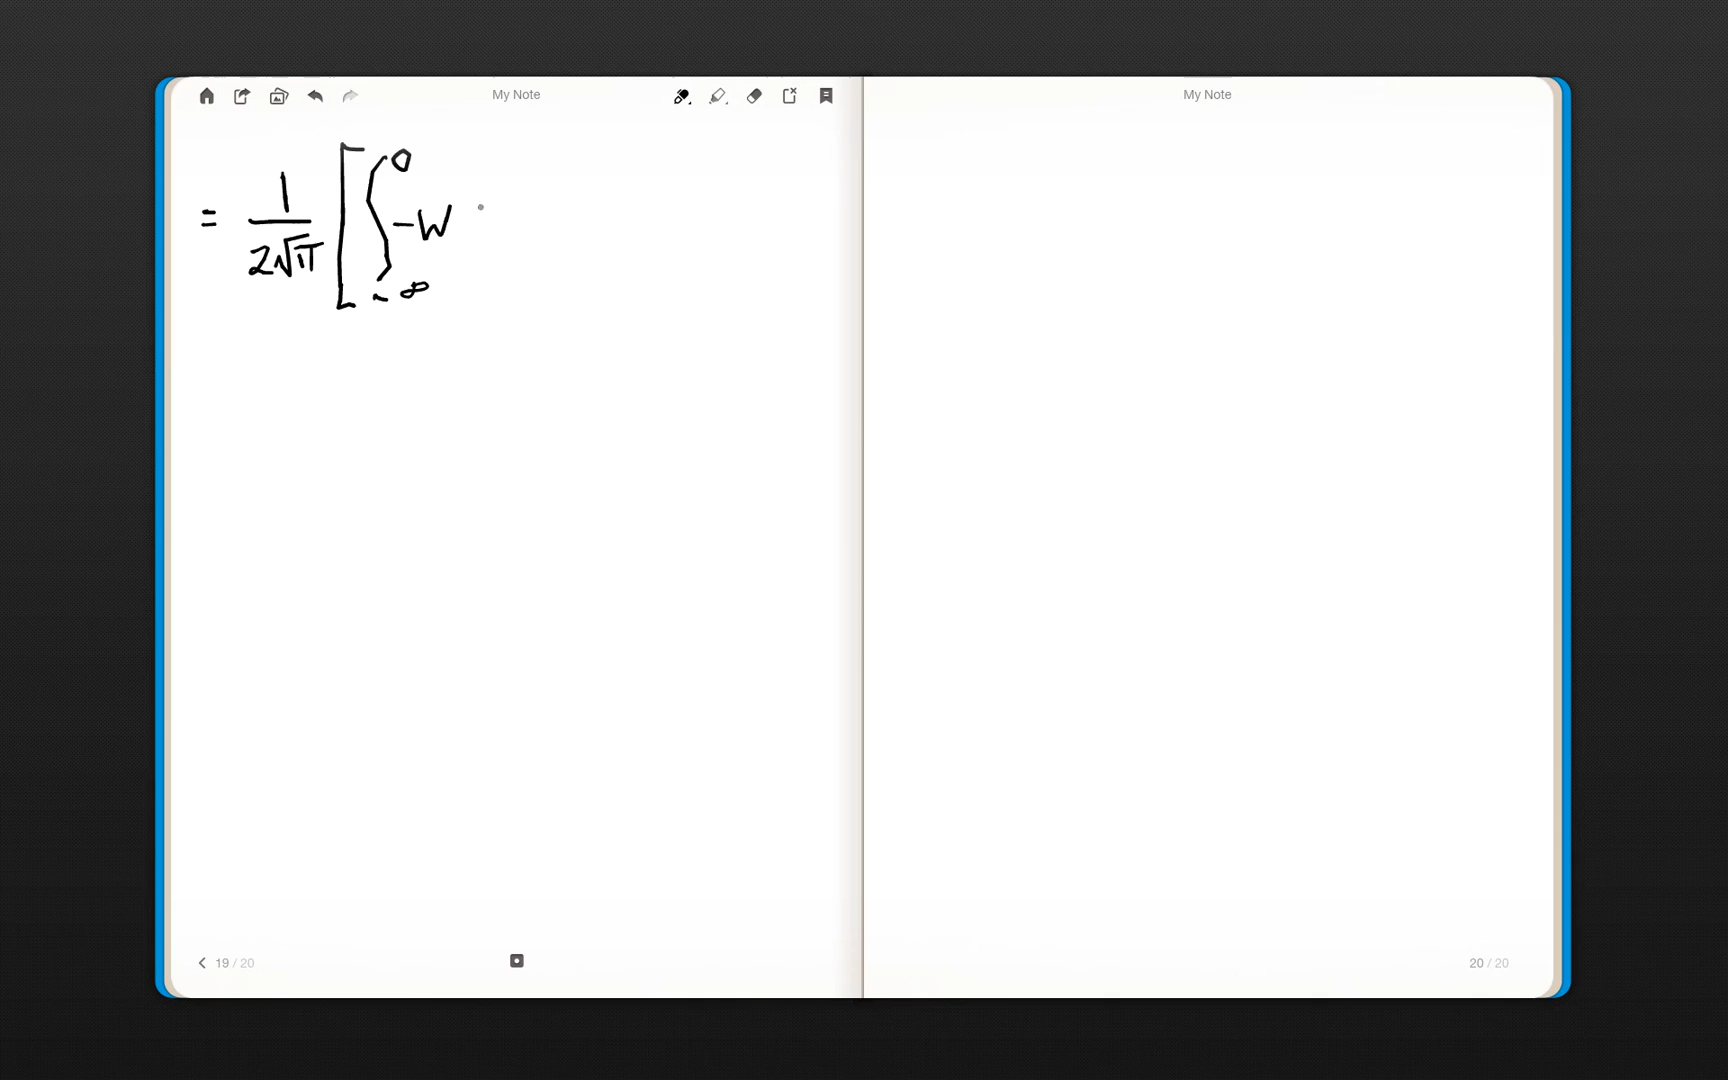 My Note
My Note
= 1/(2√π) [ ∫_{-∞}^{0} -W
19 / 20
20 / 20